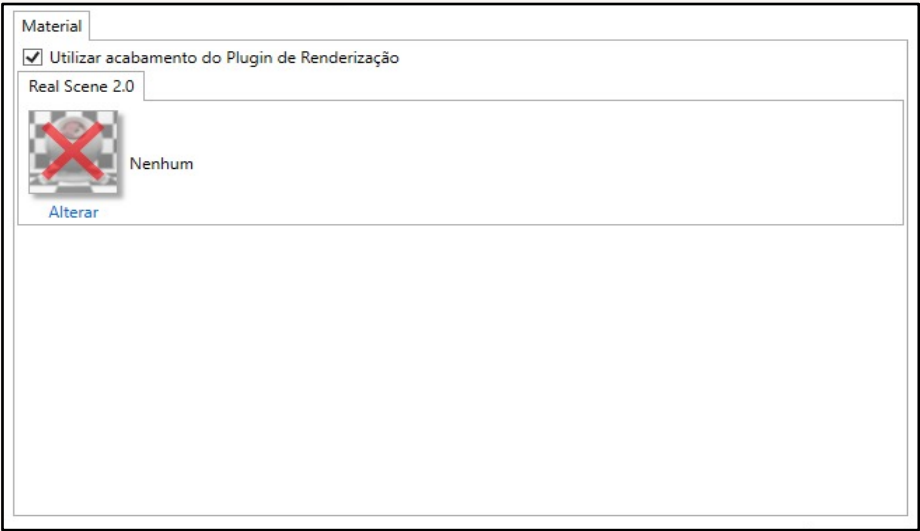 Material
Utilizar acabamento do Plugin de Renderização
Real Scene 2.0
Nenhum
Alterar